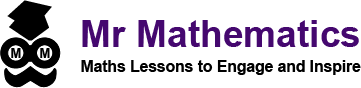 M M
Mr Mathematics
Maths Lessons to Engage and Inspire